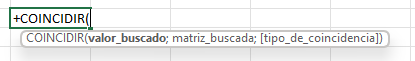 +COINCIDIR(
COINCIDIR(valor_buscado; matriz_buscada; [tipo_de_coincidencia])